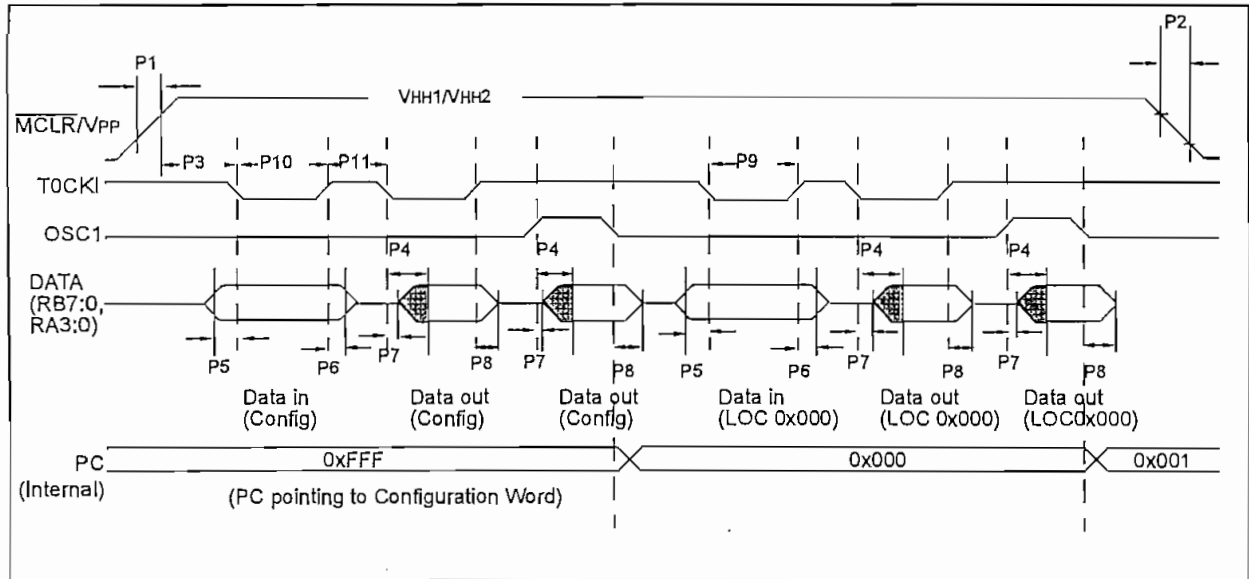 P1
P2
VHH1/VHH2
MCLR/VPP
P3
P10
P11
P9
T0CKI
OSC1
P4
P4
P4
P4
DATA
(RB7:0,
RA3:0)
P5
P6
P7
P8
P7
P8
P5
P6
P7
P8
P7
P8
Data in
(Config)
Data out
(Config)
Data out
(Config)
Data in
(LOC 0x000)
Data out
(LOC 0x000)
Data out
(LOC0x000)
PC
(Internal)
0xFFF
0x000
0x001
(PC pointing to Configuration Word)